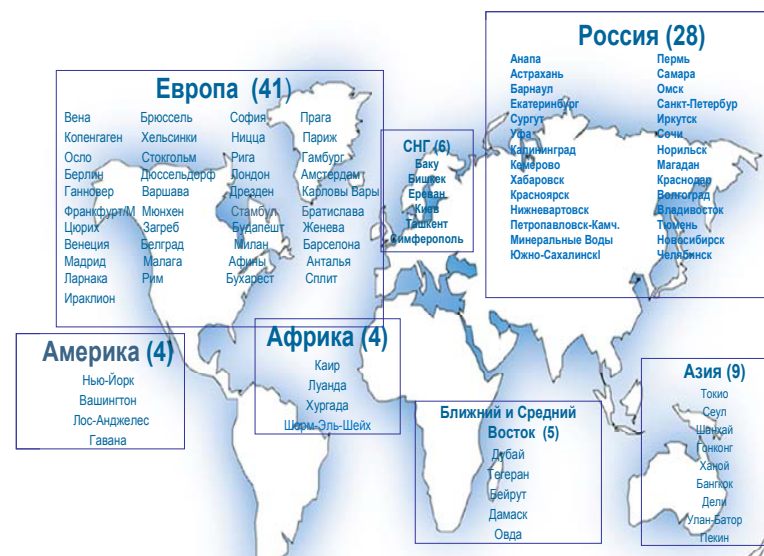 Европа (41)
Вена Брюссель София Прага
Копенгаген Хельсинки Ницца Париж
Осло Стокгольм Рига Гамбург
Берлин Дюссельдорф Лондон Амстердам
Ганновер Варшава Дрезден Карловы Вары
Франкфурт/М Мюнхен Стамбул Братислава
Цюрих Загреб Будапешт Женева
Венеция Белград Милан Барселона
Мадрид Малага Афины Анталья
Ларнака Рим Бухарест Сплит
Ираклион
СНГ (6)
Баку
Бишкек
Ереван
Киев
Ташкент
Симферополь
Россия (28)
Анапа Пермь
Астрахань Самара
Барнаул Омск
Екатеринбург Санкт-Петербур
Сургут Иркутск
Уфа Сочи
Калининград Норильск
Кемерово Магадан
Хабаровск Краснодар
Красноярск Волгоград
Нижневартовск Владивосток
Петропавловск-Камч. Тюмень
Минеральные Воды Новосибирск
Южно-СахалинскI Челябинск
Америка (4)
Нью-Йорк
Вашингтон
Лос-Анджелес
Гавана
Африка (4)
Каир
Луанда
Хургада
Шарм-Эль-Шейх
Ближний и Средний
Восток (5)
Дубай
Тегеран
Бейрут
Дамаск
Овда
Азия (9)
Токио
Сеул
Шанхай
Гонконг
Ханой
Бангкок
Дели
Улан-Батор
Пекин